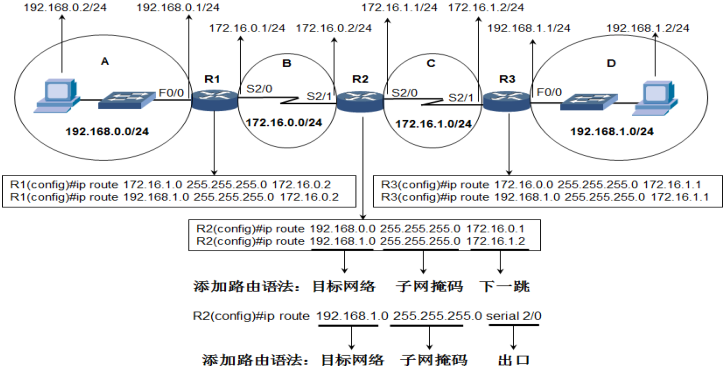 192.168.0.2/24 192.168.0.1/24 172.16.0.1/24 172.16.0.2/24 172.16.1.1/24 172.16.1.2/24 192.168.1.1/24 192.168.1.2/24
A B C D
R1 R2 R3
F0/0 S2/0 S2/1 S2/0 S2/1 F0/0
192.168.0.0/24 172.16.0.0/24 172.16.1.0/24 192.168.1.0/24
R1(config)#ip route 172.16.1.0 255.255.255.0 172.16.0.2
R1(config)#ip route 192.168.1.0 255.255.255.0 172.16.0.2
R3(config)#ip route 172.16.0.0 255.255.255.0 172.16.1.1
R3(config)#ip route 192.168.1.0 255.255.255.0 172.16.1.1
R2(config)#ip route 192.168.0.0 255.255.255.0 172.16.0.1
R2(config)#ip route 192.168.1.0 255.255.255.0 172.16.1.2
添加路由语法：目标网络 子网掩码 下一跳
R2(config)#ip route 192.168.1.0 255.255.255.0 serial 2/0
添加路由语法：目标网络 子网掩码 出口